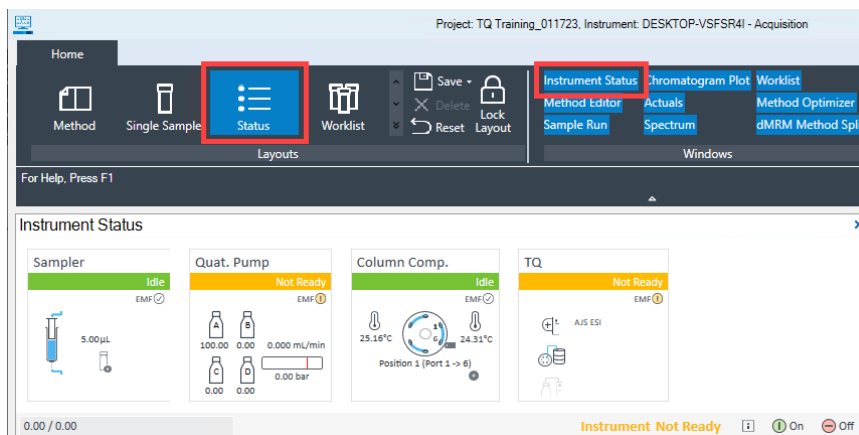 Project: TQ Training_011723, Instrument: DESKTOP-VSFSR4I - Acquisition
Home
Method
Single Sample
Status
Worklist
Save
Delete
Reset
Lock
Layout
Layouts
Instrument Status Chromatogram Plot Worklist
Method Editor Actuals Method Optimizer
Sample Run Spectrum dMRM Method Spl
Windows
For Help, Press F1
Instrument Status
Sampler
Idle
EMF
5.00µL
Quat. Pump
Not Ready
EMF
A B
100.00 0.00 0.000 mL/min
C D
0.00 bar
0.00 0.00
Column Comp.
Idle
EMF
25.16°C
1
6
24.31°C
Position 1 (Port 1 -> 6)
TQ
Not Ready
EMF
AJS ESI
0.00 / 0.00
Instrument Not Ready
On
Off